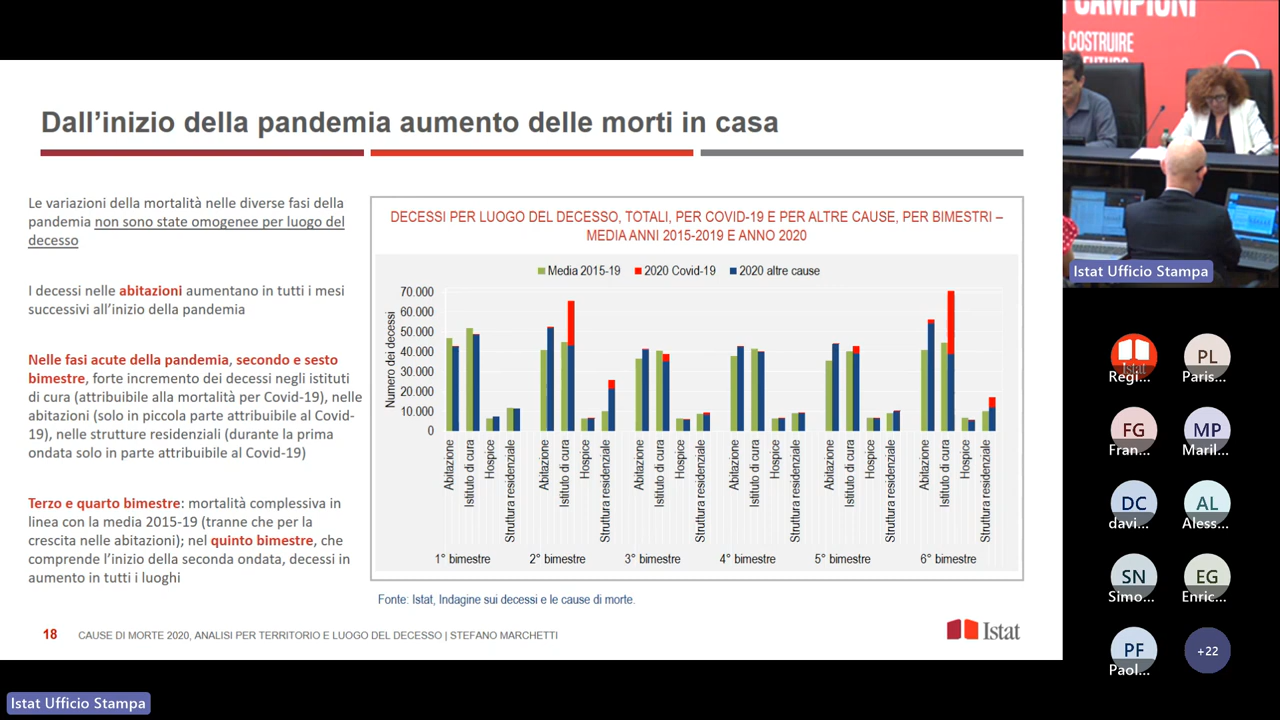 CAMPIONI
COSTRUIRE
Dall’inizio della pandemia aumento delle morti in casa
Le variazioni della mortalità nelle diverse fasi della
pandemia non sono state omogenee per luogo del
decesso
I decessi nelle abitazioni aumentano in tutti i mesi
successivi all’inizio della pandemia
Nelle fasi acute della pandemia, secondo e sesto
bimestre, forte incremento dei decessi negli istituti
di cura (attribuibile alla mortalità per Covid-19), nelle
abitazioni (solo in piccola parte attribuibile al Covid-
19), nelle strutture residenziali (durante la prima
ondata solo in parte attribuibile al Covid-19)
Terzo e quarto bimestre: mortalità complessiva in
linea con la media 2015-19 (tranne che per la
crescita nelle abitazioni); nel quinto bimestre, che
comprende l’inizio della seconda ondata, decessi in
aumento in tutti i luoghi
DECESSI PER LUOGO DEL DECESSO, TOTALI, PER COVID-19 E PER ALTRE CAUSE, PER BIMESTRI –
MEDIA ANNI 2015-2019 E ANNO 2020
Media 2015-19 2020 Covid-19 2020 altre cause
Numero dei decessi
70.000
60.000
50.000
40.000
30.000
20.000
10.000
0
Abitazione Istituto di cura Hospice Struttura residenziale
Abitazione Istituto di cura Hospice Struttura residenziale
Abitazione Istituto di cura Hospice Struttura residenziale
Abitazione Istituto di cura Hospice Struttura residenziale
Abitazione Istituto di cura Hospice Struttura residenziale
Abitazione Istituto di cura Hospice Struttura residenziale
1° bimestre 2° bimestre 3° bimestre 4° bimestre 5° bimestre 6° bimestre
Fonte: Istat, Indagine sui decessi e le cause di morte.
18 CAUSE DI MORTE 2020, ANALISI PER TERRITORIO E LUOGO DEL DECESSO | STEFANO MARCHETTI
Istat
Istat Ufficio Stampa
Istat Ufficio Stampa
Istat
Regi...
PL
Paris...
FG
Fran...
MP
Maril...
DC
davi...
AL
Aless...
SN
Simo...
EG
Enric...
PF
Paol...
+22